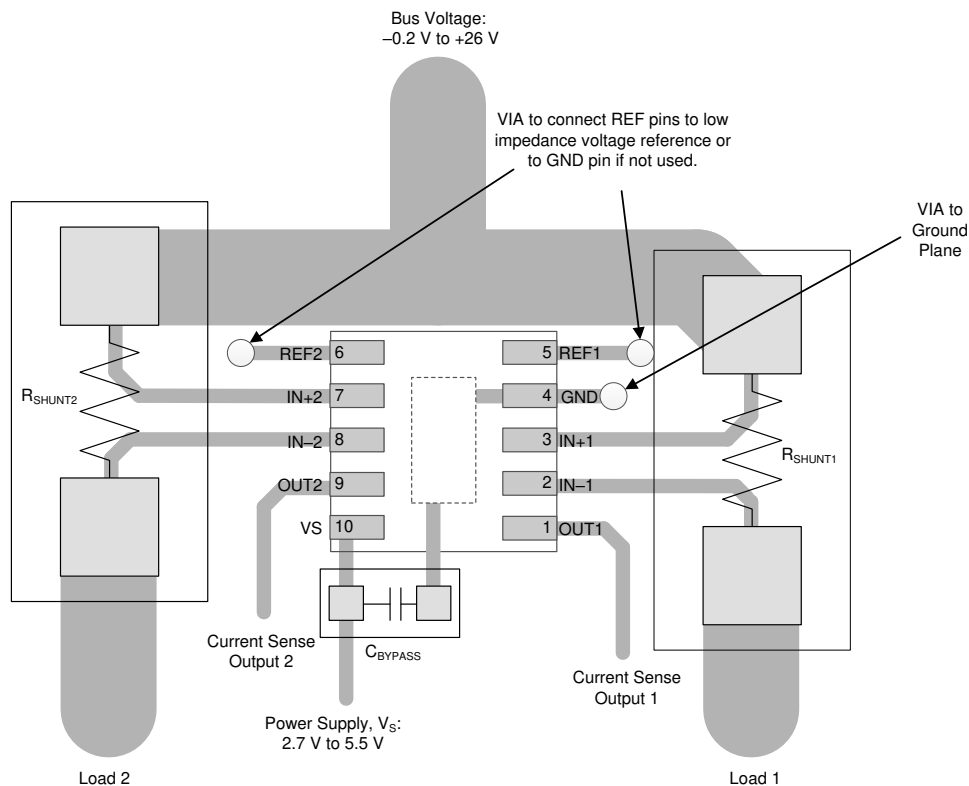 Bus Voltage:
–0.2 V to +26 V
VIA to connect REF pins to low
impedance voltage reference or
to GND pin if not used.
VIA to
Ground
Plane
REF2 6
5 REF1
IN+2 7
4 GND
RSHUNT2
IN–2 8
3 IN+1
RSHUNT1
OUT2 9
2 IN–1
VS 10
1 OUT1
CBYPASS
Current Sense
Output 2
Current Sense
Output 1
Power Supply, VS:
2.7 V to 5.5 V
Load 2
Load 1